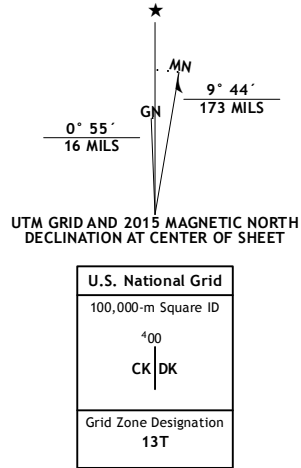 ★
MN
9° 44´
173 MILS
GN
0° 55´
16 MILS
UTM GRID AND 2015 MAGNETIC NORTH
DECLINATION AT CENTER OF SHEET
U.S. National Grid
100,000-m Square ID
⁴00
CK DK
Grid Zone Designation
13T